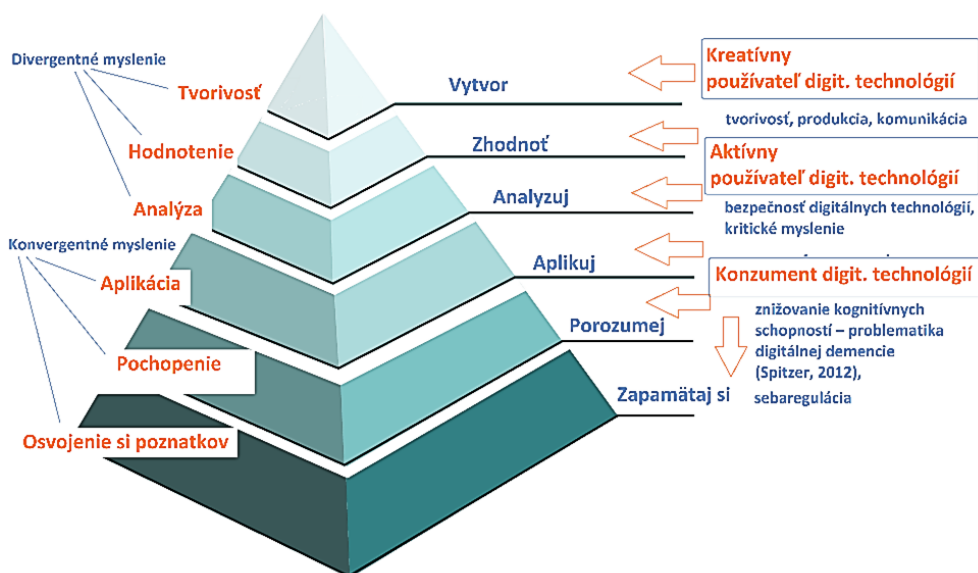 Divergentné myslenie
Tvorivosť
Hodnotenie
Analýza
Konvergentné myslenie
Aplikácia
Pochopenie
Osvojenie si poznatkov
Vytvor
Zhodnoť
Analyzuj
Aplikuj
Porozumej
Zapamätaj si
Kreatívny
používateľ digit. technológií
tvorivosť, produkcia, komunikácia
Aktívny
používateľ digit. technológií
bezpečnosť digitálnych technológií,
kritické myslenie
Konzument digit. technológií
znižovanie kognitívnych
schopností – problematika
digitálnej demencie
(Spitzer, 2012),
sebaregulácia